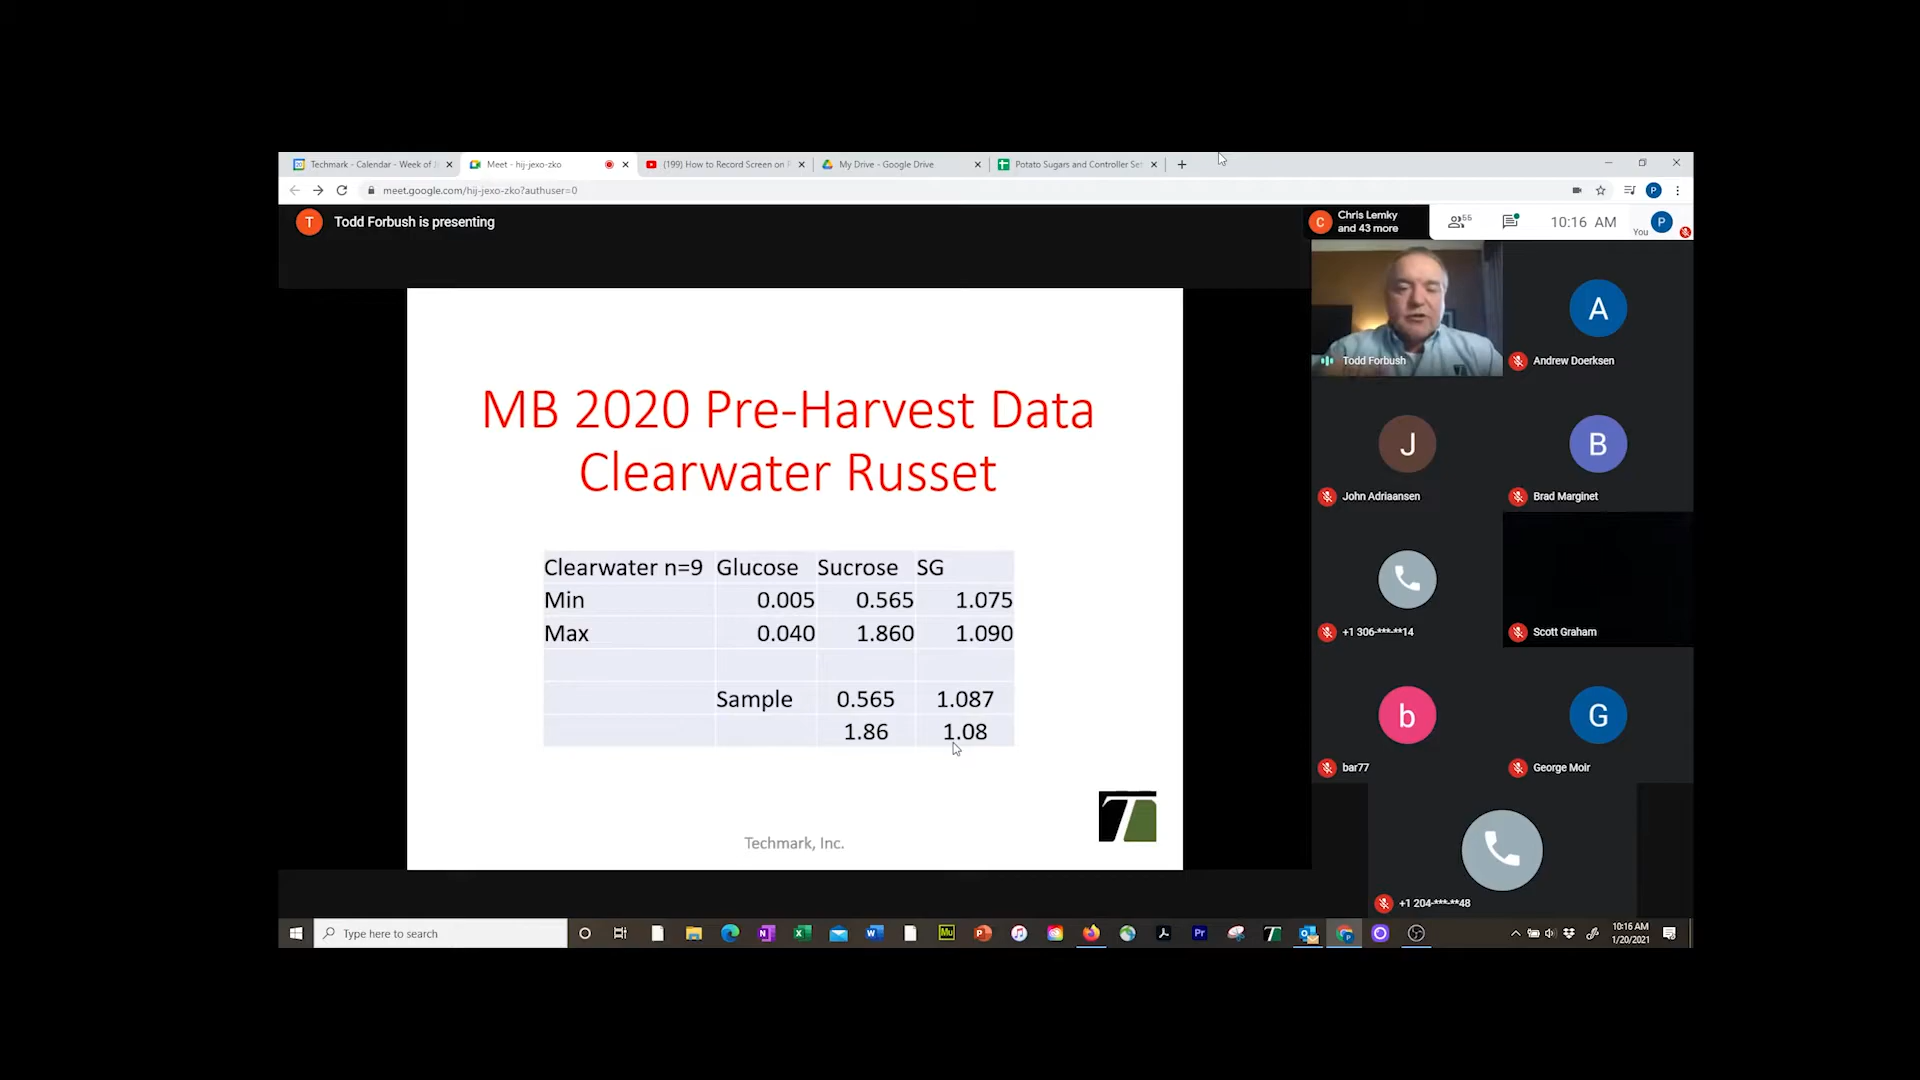 Techmark - Calendar - Week of J
Meet - hij-jexo-zko
(199) How to Record Screen on
My Drive - Google Drive
Potato Sugars and Controller Set
meet.google.com/hij-jexo-zko?authuser=0
P
T
Todd Forbush is presenting
C
Chris Lemky
and 43 more
55
10:16 AM
You
P
MB 2020 Pre-Harvest Data
Clearwater Russet
Clearwater n=9 Glucose Sucrose SG
Min 0.005 0.565 1.075
Max 0.040 1.860 1.090
Sample 0.565 1.087
1.86 1.08
Techmark, Inc.
T
Todd Forbush
A
Andrew Doerksen
J
John Adriaansen
B
Brad Marginet
+1 306-***-**14
Scott Graham
b
bar77
G
George Moir
+1 204-***-**48
Type here to search
10:16 AM
1/20/2021